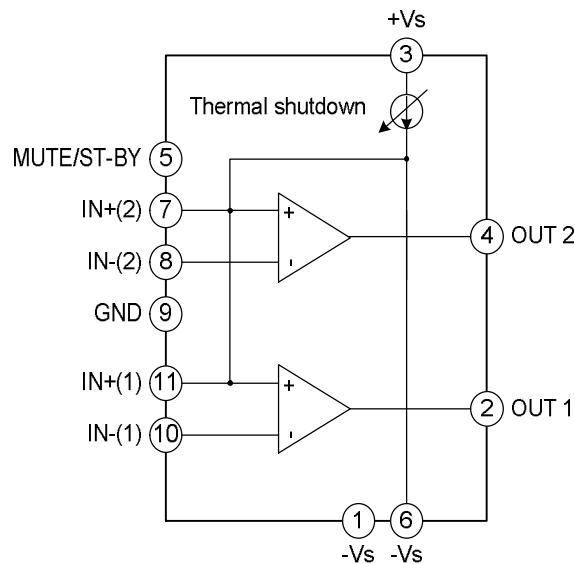 +Vs
3
Thermal shutdown
MUTE/ST-BY 5
IN+(2) 7
+
4 OUT 2
IN-(2) 8
-
GND 9
IN+(1) 11
+
2 OUT 1
IN-(1) 10
-
1 6
-Vs -Vs